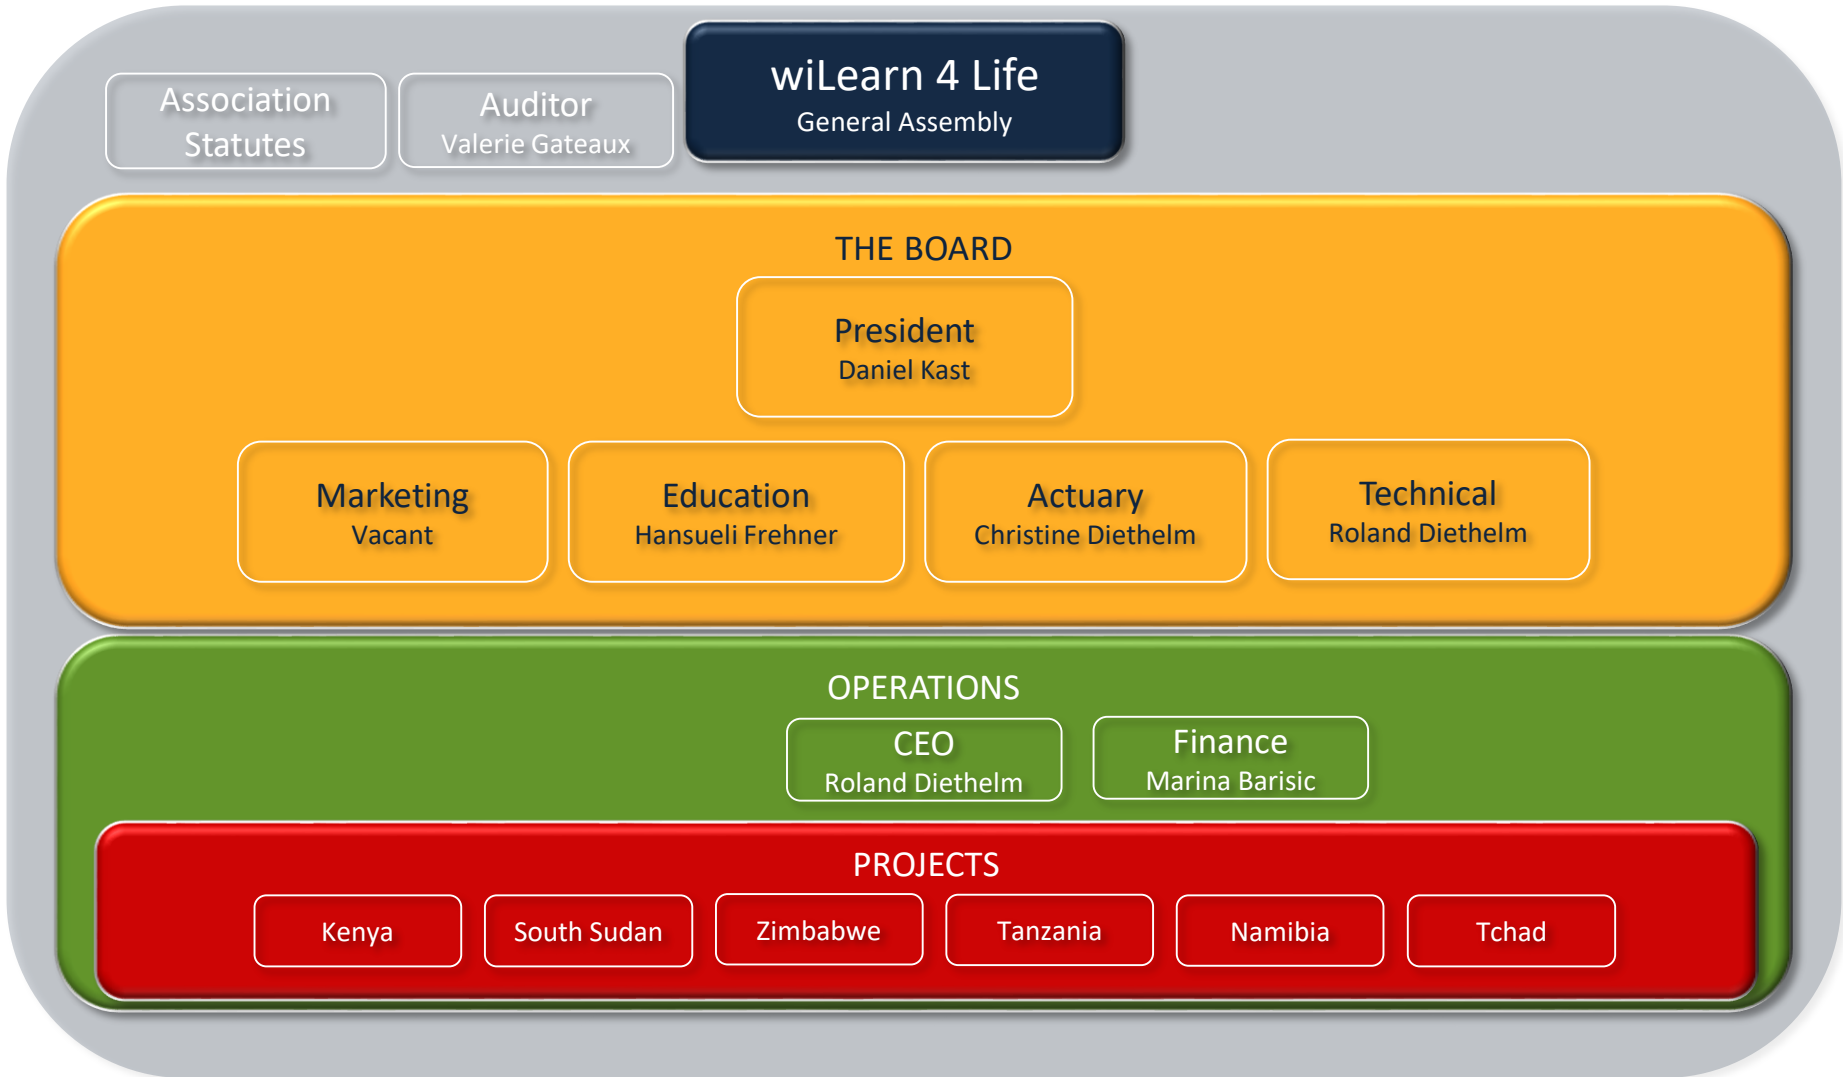 wiLearn 4 Life
General Assembly
Association
Statutes
Auditor
Valerie Gateaux
THE BOARD
President
Daniel Kast
Marketing
Vacant
Education
Hansueli Frehner
Actuary
Christine Diethelm
Technical
Roland Diethelm
OPERATIONS
CEO
Roland Diethelm
Finance
Marina Barisic
PROJECTS
Kenya
South Sudan
Zimbabwe
Tanzania
Namibia
Tchad